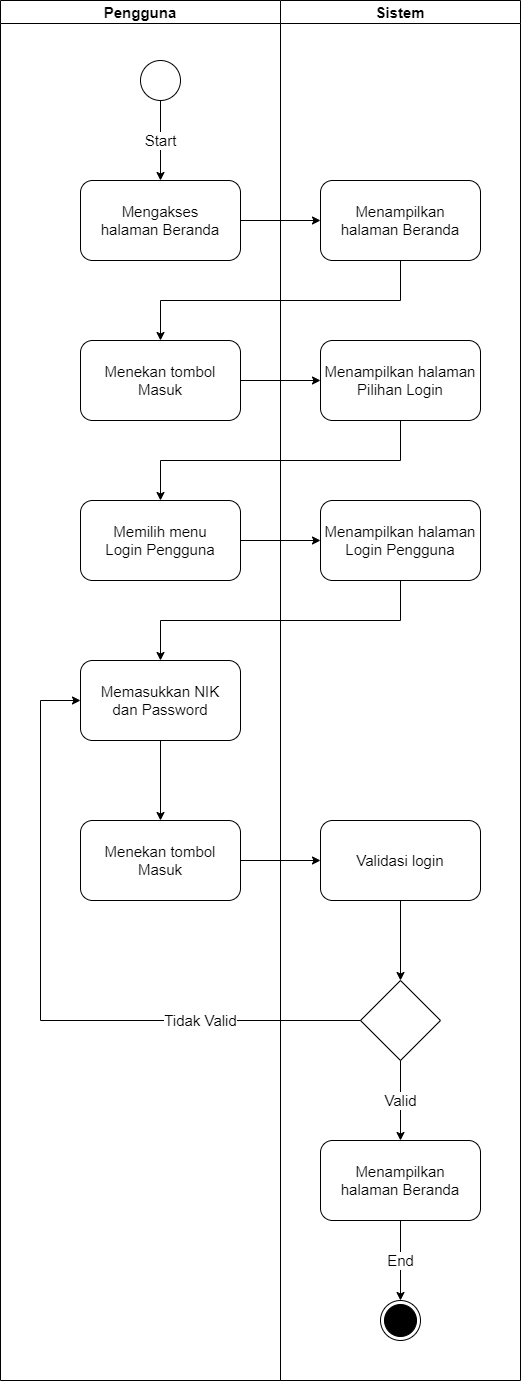 Pengguna
Sistem
Start
Mengakses
halaman Beranda
Menampilkan
halaman Beranda
Menekan tombol
Masuk
Menampilkan halaman
Pilihan Login
Memilih menu
Login Pengguna
Menampilkan halaman
Login Pengguna
Memasukkan NIK
dan Password
Menekan tombol
Masuk
Validasi login
Tidak Valid
Valid
Menampilkan
halaman Beranda
End